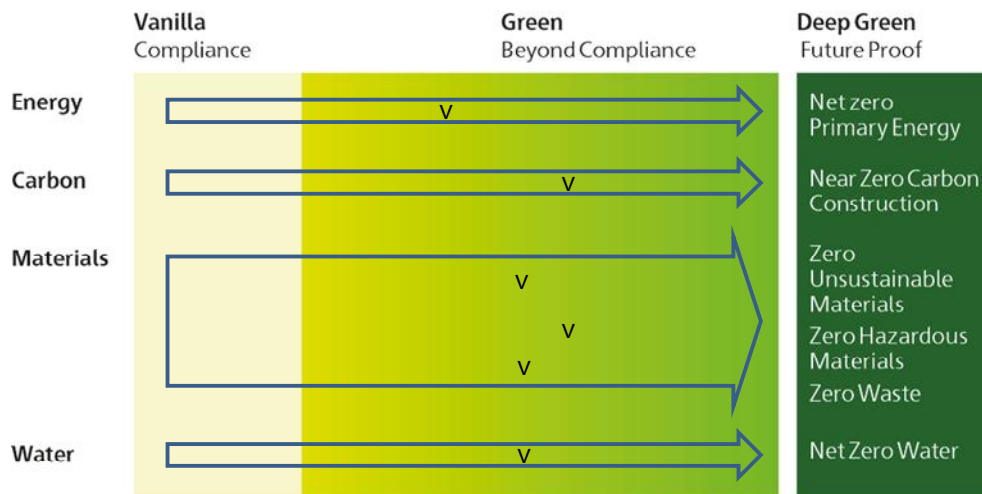 Vanilla
Compliance
Green
Beyond Compliance
Deep Green
Future Proof
Energy
V
Net zero
Primary Energy
Carbon
V
Near Zero Carbon
Construction
Materials
V
V
V
Zero
Unsustainable
Materials
Zero Hazardous
Materials
Zero Waste
Water
V
Net Zero Water